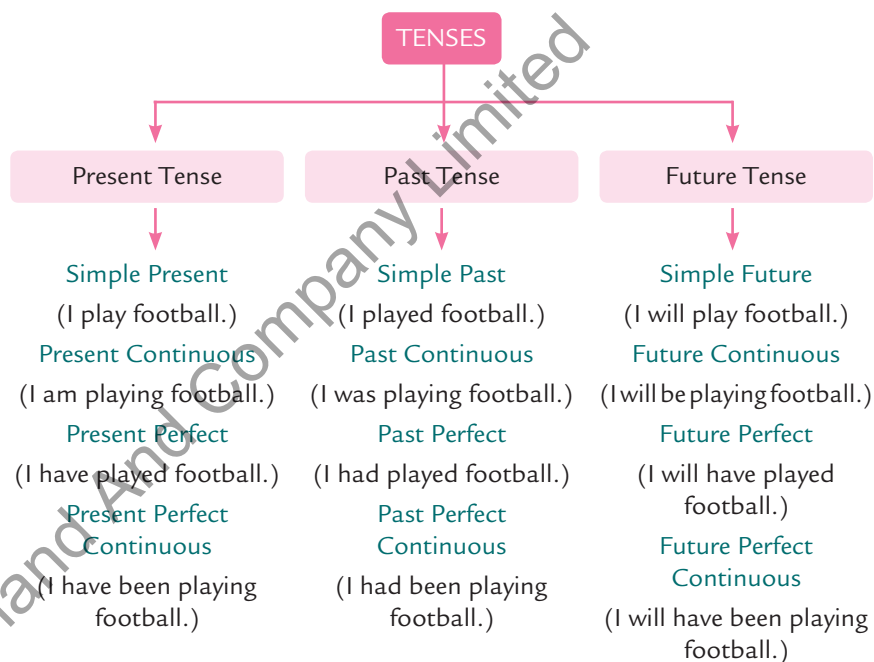 TENSES
Present Tense
Simple Present
(I play football.)
Present Continuous
(I am playing football.)
Present Perfect
(I have played football.)
Present Perfect
Continuous
(I have been playing
football.)
Past Tense
Simple Past
(I played football.)
Past Continuous
(I was playing football.)
Past Perfect
(I had played football.)
Past Perfect
Continuous
(I had been playing
football.)
Future Tense
Simple Future
(I will play football.)
Future Continuous
(I will be playing football.)
Future Perfect
(I will have played
football.)
Future Perfect
Continuous
(I will have been playing
football.)
And Company Limited